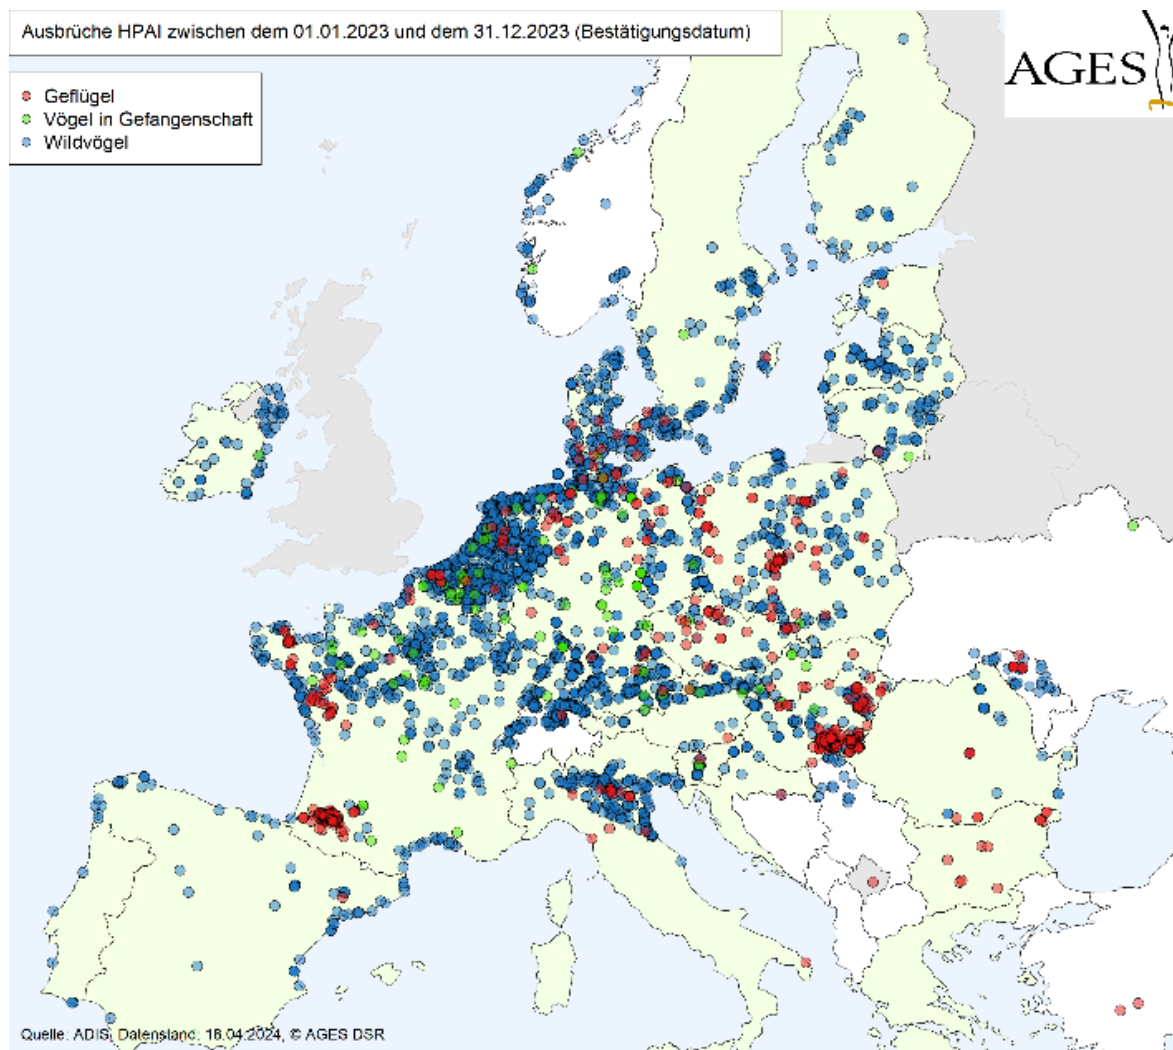 Ausbrüche HPAI zwischen dem 01.01.2023 und dem 31.12.2023 (Bestätigungsdatum)
AGES
Geflügel
Vögel in Gefangenschaft
Wildvögel
Quelle: ADIS, Datenstand: 18.04.2024, © AGES DSR